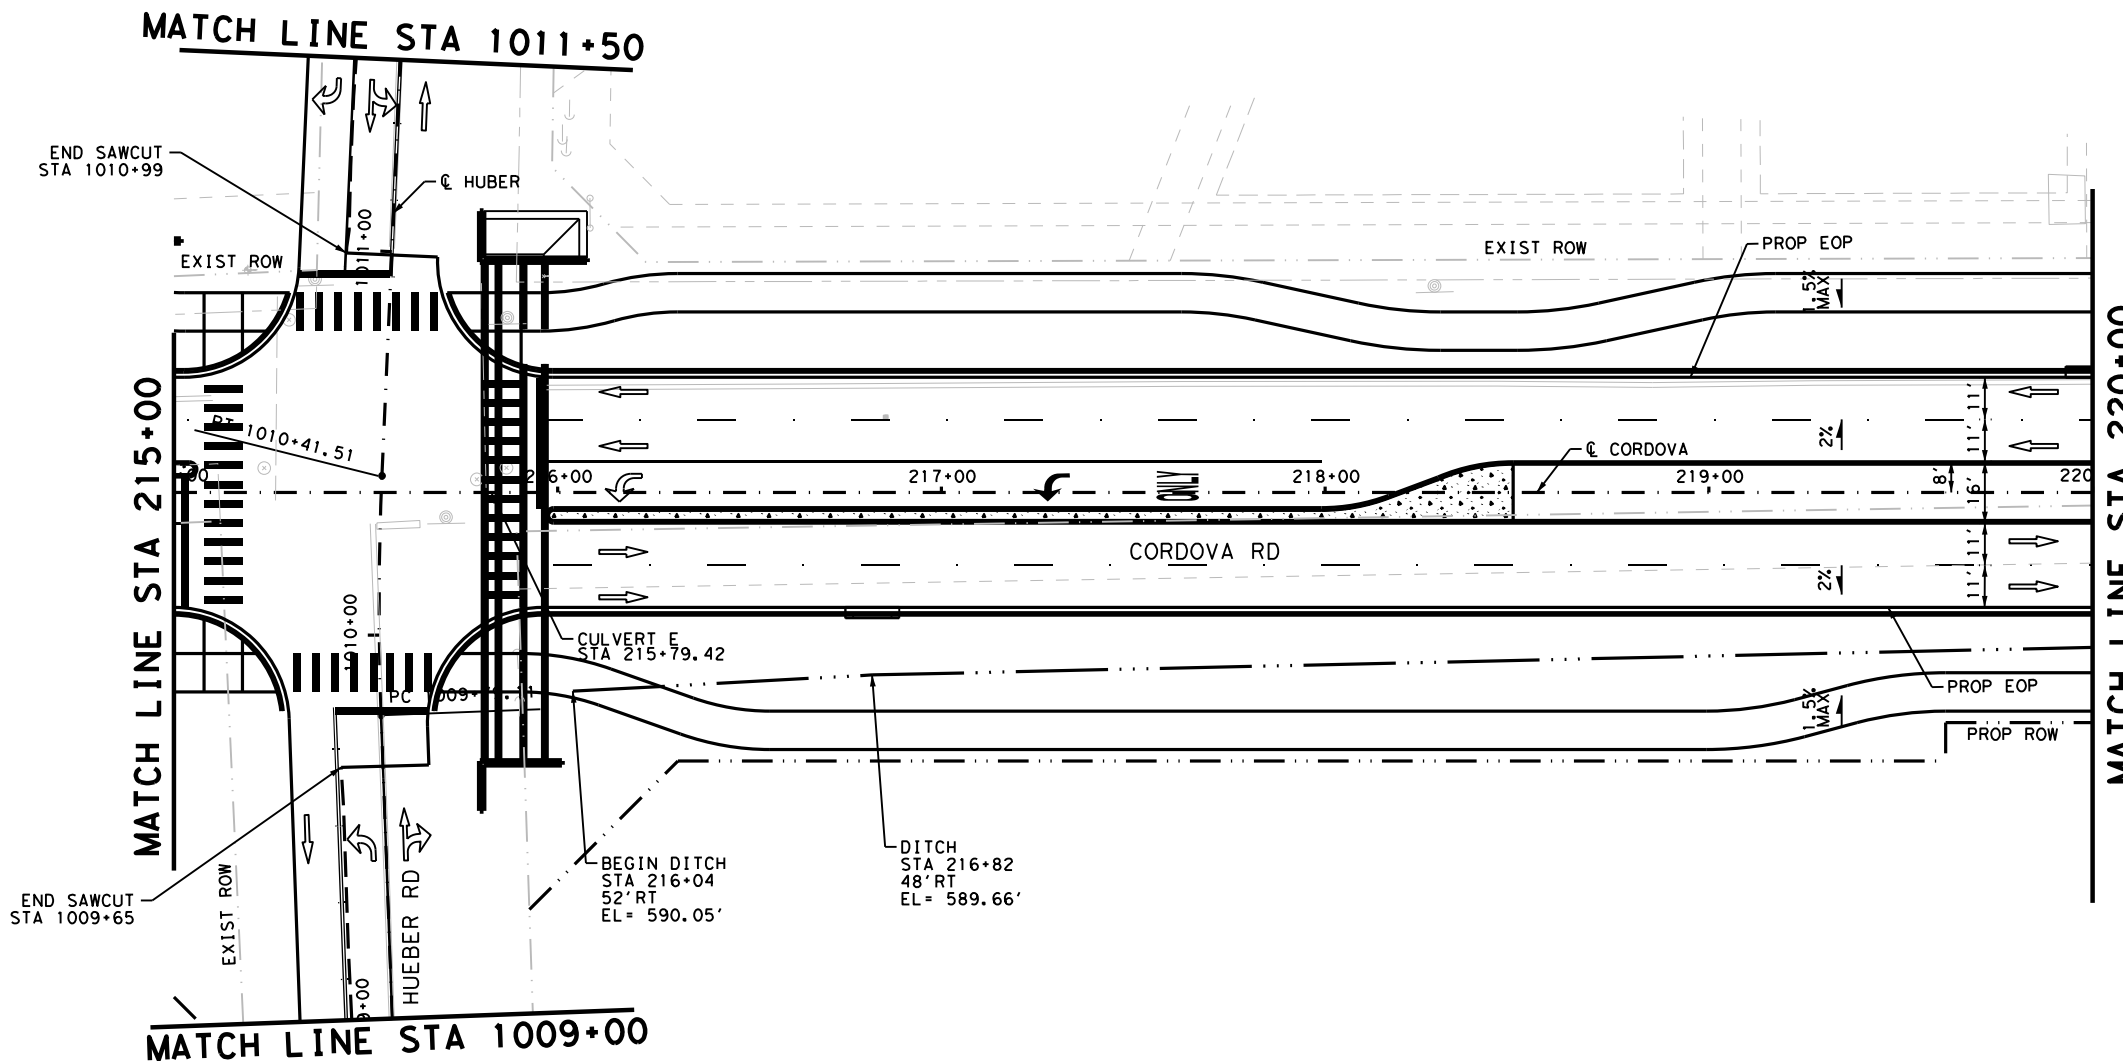 MATCH LINE STA 1011+50
END SAWCUT
STA 1010+99
℄ HUBER
1011+00
EXIST ROW
EXIST ROW
PROP EOP
1.5%
MAX
MATCH LINE STA 215+00
PI 1010+41.51
217+00
218+00
219+00
220
℄ CORDOVA
2%
11'
11'
8'
16'
11'
11'
2%
CORDOVA RD
MATCH LINE STA 220+00
1010+00
CULVERT E
STA 215+79.42
PROP EOP
1.5%
MAX
PROP ROW
BEGIN DITCH
STA 216+04
52'RT
EL= 590.05'
DITCH
STA 216+82
48'RT
EL= 589.66'
END SAWCUT
STA 1009+65
EXIST ROW
HUEBER RD
MATCH LINE STA 1009+00